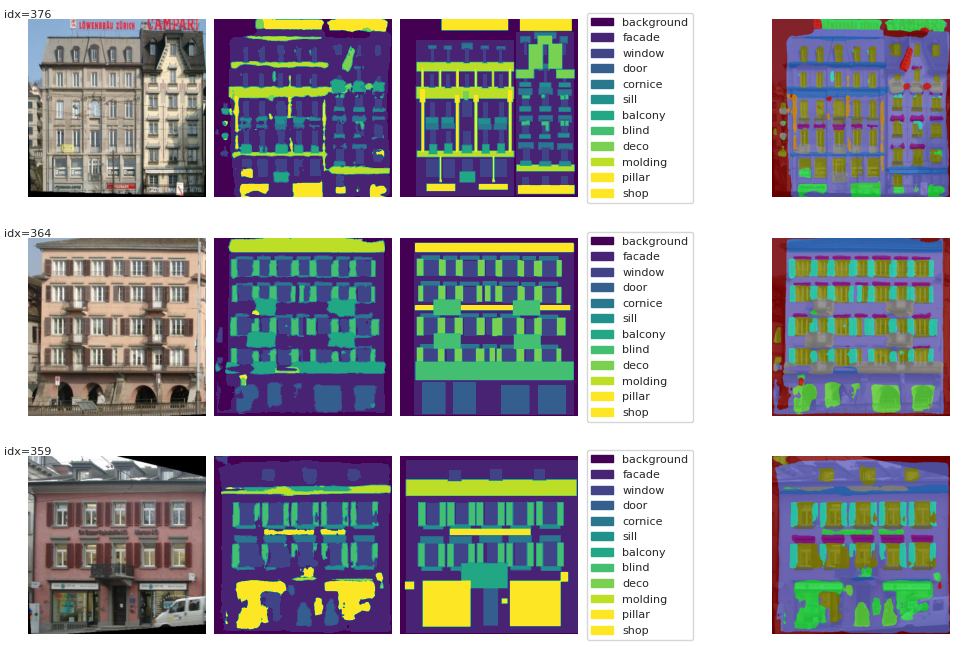 idx=376
LÖWENBRÄU ZÜRICH CAMPARI
background
facade
window
door
cornice
sill
balcony
blind
deco
molding
pillar
shop
idx=364
background
facade
window
door
cornice
sill
balcony
blind
deco
molding
pillar
shop
idx=359
background
facade
window
door
cornice
sill
balcony
blind
deco
molding
pillar
shop